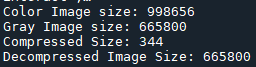 Color Image size: 998656
Gray Image size: 665800
Compressed Size: 344
Decompressed Image Size: 665800